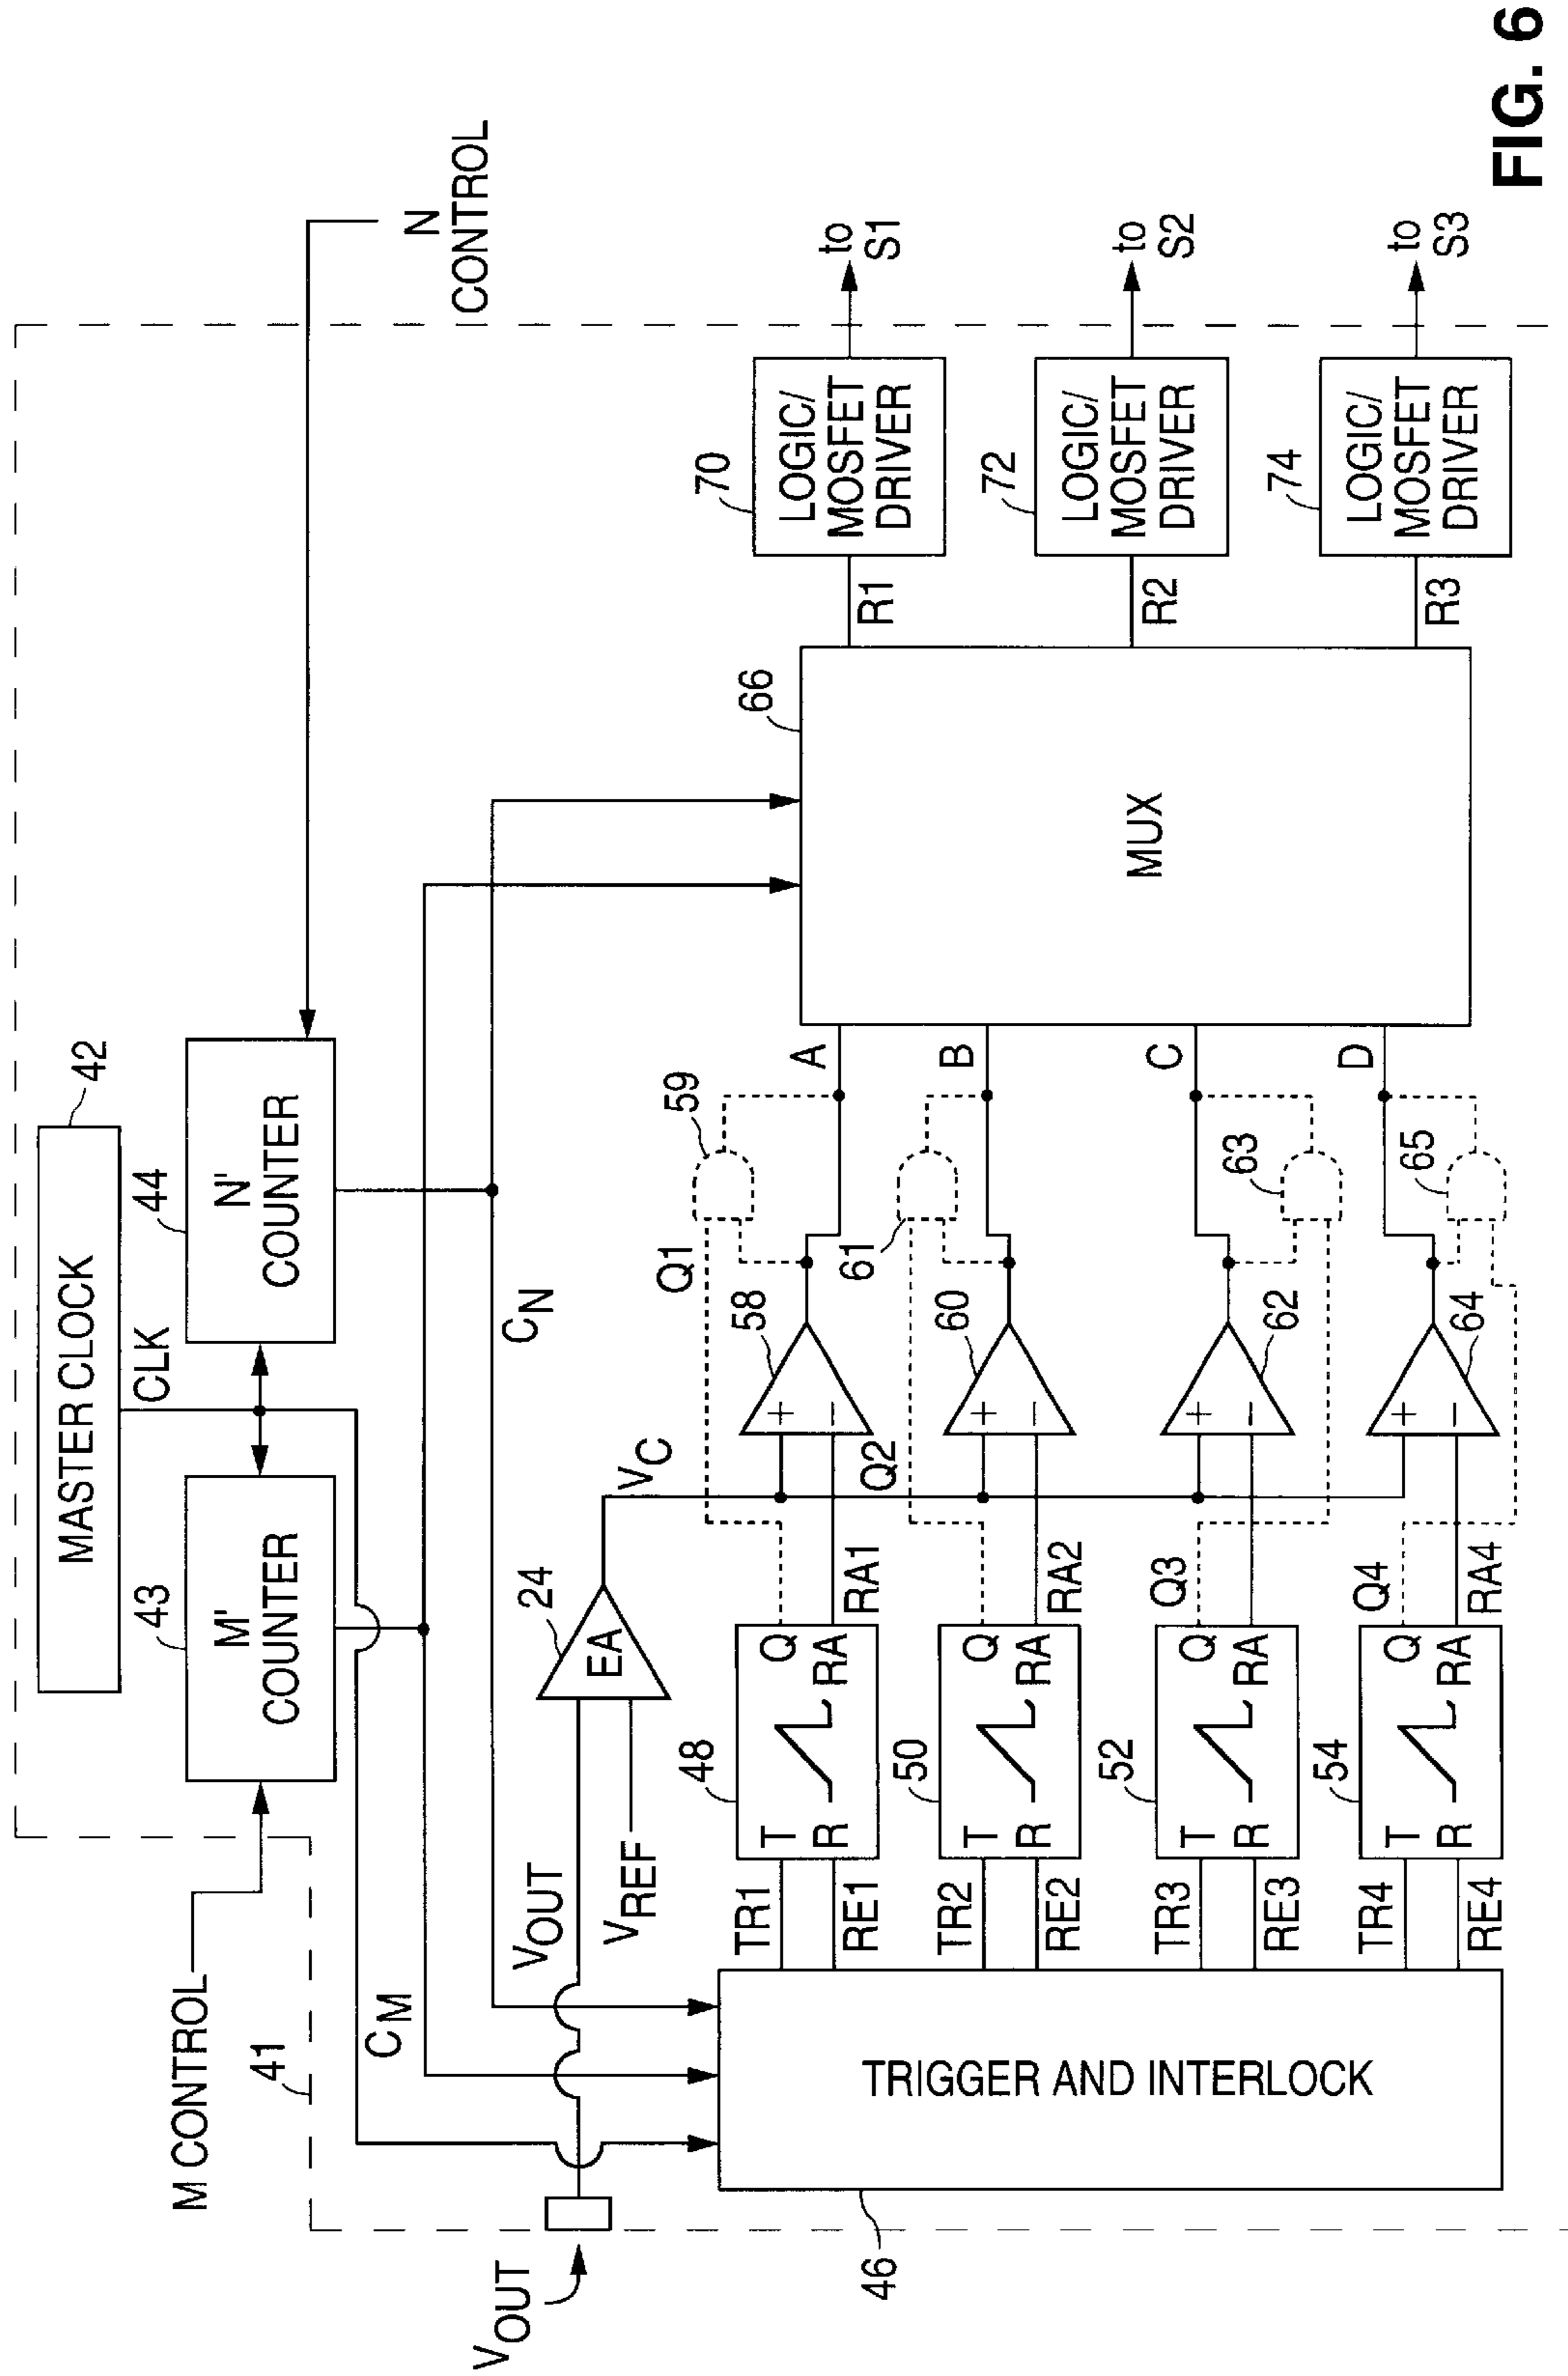 MASTER CLOCK
42
CLK
43
M'
COUNTER
44
N'
COUNTER
M CONTROL
N
CONTROL
41
CM
CN
VOUT
VOUT
VREF
24
EA
VC
46
TRIGGER AND INTERLOCK
TR1
RE1
TR2
RE2
TR3
RE3
TR4
RE4
48
T
R
Q
RA
RA1
50
T
R
Q
RA
RA2
52
T
R
Q
RA
54
T
R
Q
RA
RA4
Q1
Q2
Q3
Q4
58
+
−
60
+
−
62
+
−
64
+
−
59
61
63
65
A
B
C
D
66
MUX
R1
R2
R3
70
LOGIC/
MOSFET
DRIVER
72
LOGIC/
MOSFET
DRIVER
74
LOGIC/
MOSFET
DRIVER
to
S1
to
S2
to
S3
FIG. 6